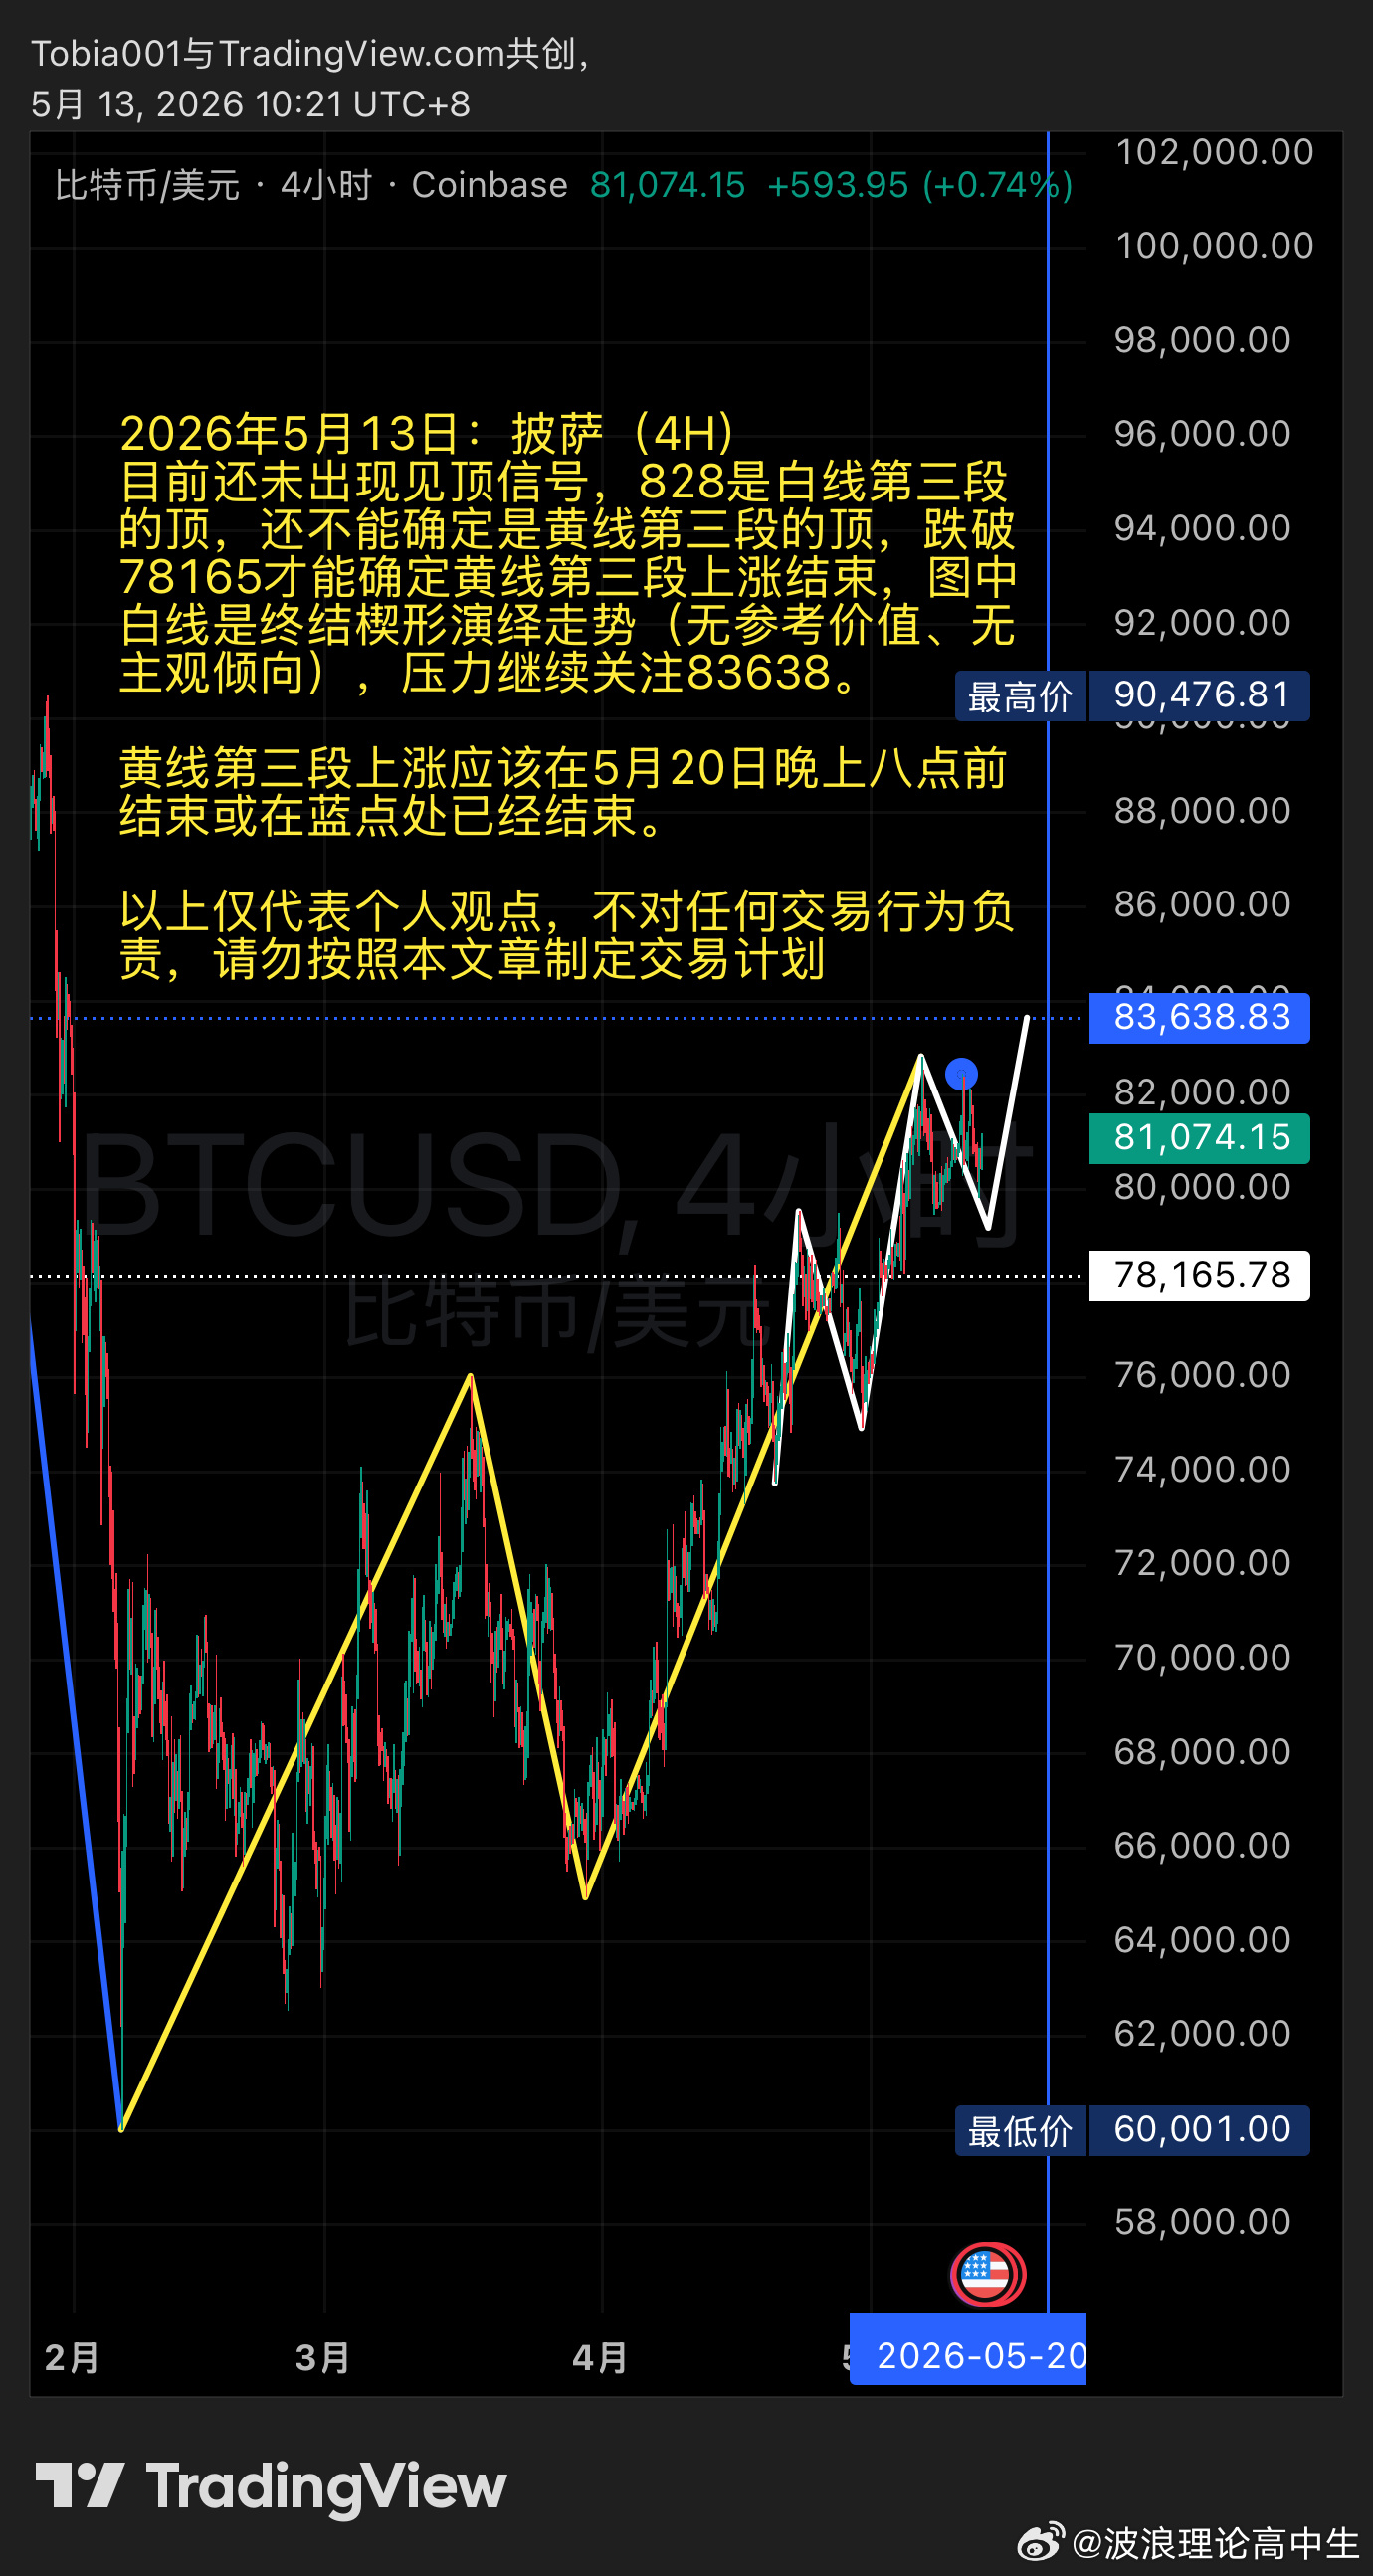 Tobia001与TradingView.com共创,
5月 13, 2026 10:21 UTC+8
比特币/美元 · 4小时 · Coinbase 81,074.15 +593.95 (+0.74%)
102,000.00
100,000.00
98,000.00
96,000.00
94,000.00
92,000.00
2026年5月13日：披萨（4H）
目前还未出现见顶信号，828是白线第三段
的顶，还不能确定是黄线第三段的顶，跌破
78165才能确定黄线第三段上涨结束，图中
白线是终结楔形演绎走势（无参考价值、无
主观倾向），压力继续关注83638。
最高价 90,476.81
90,000.00
黄线第三段上涨应该在5月20日晚上八点前
结束或在蓝点处已经结束。
88,000.00
86,000.00
以上仅代表个人观点，不对任何交易行为负
责，请勿按照本文章制定交易计划
84,000.00
83,638.83
82,000.00
81,074.15
80,000.00
BTCUSD, 4小时
比特币/美元
78,165.78
76,000.00
74,000.00
72,000.00
70,000.00
68,000.00
66,000.00
64,000.00
62,000.00
最低价 60,001.00
58,000.00
2月 3月 4月 2026-05-20
TradingView
@波浪理论高中生